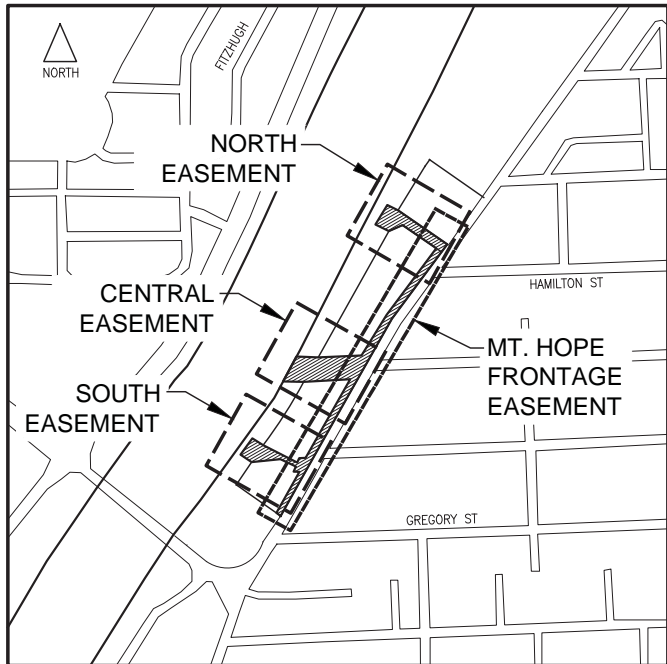 FITZHUGH
NORTH
NORTH
EASEMENT
CENTRAL
EASEMENT
HAMILTON ST
SOUTH
EASEMENT
MT. HOPE
FRONTAGE
EASEMENT
GREGORY ST